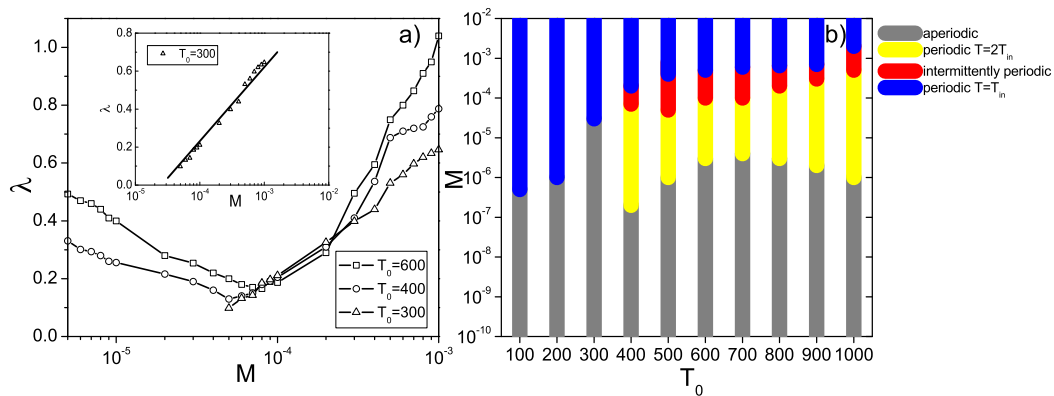 a)
1.0
0.8
0.6
0.4
0.2
0.0
λ
10⁻⁵
10⁻⁴
10⁻³
M
T₀=600
T₀=400
T₀=300
0.8
0.6
0.4
0.2
0.0
λ
T₀=300
10⁻⁵
10⁻⁴
10⁻³
10⁻²
M
b)
10⁻²
10⁻³
10⁻⁴
10⁻⁵
10⁻⁶
10⁻⁷
10⁻⁸
10⁻⁹
10⁻¹⁰
M
100 200 300 400 500 600 700 800 900 1000
T₀
aperiodic
periodic T=2Tᵢₙ
intermittently periodic
periodic T=Tᵢₙ